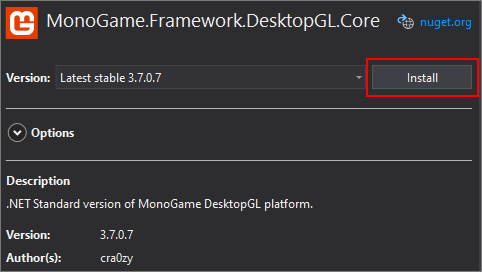 MonoGame.Framework.DesktopGL.Core nuget.org
Version: Latest stable 3.7.0.7 Install
Options
Description
.NET Standard version of MonoGame DesktopGL platform.
Version: 3.7.0.7
Author(s): cra0zy